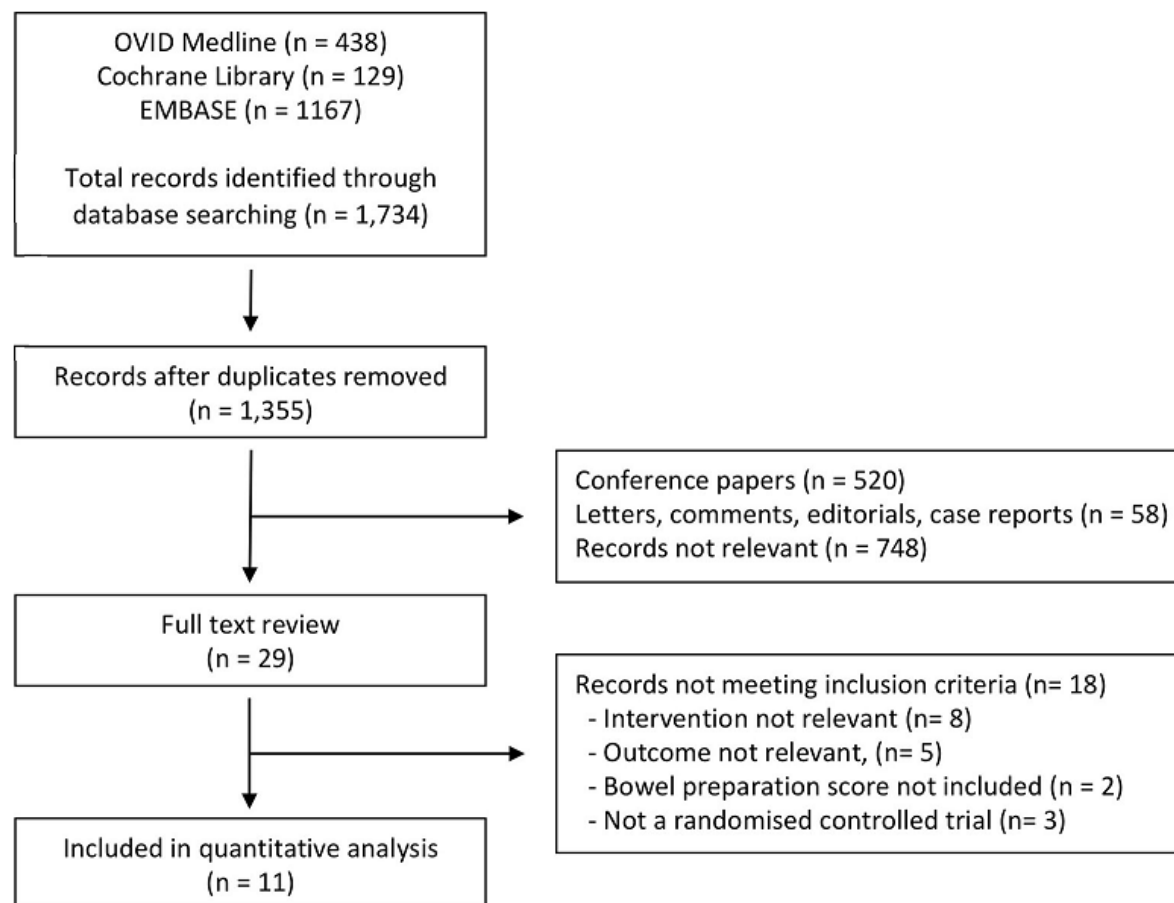 OVID Medline (n = 438)
Cochrane Library (n = 129)
EMBASE (n = 1167)
Total records identified through
database searching (n = 1,734)
Records after duplicates removed
(n = 1,355)
Conference papers (n = 520)
Letters, comments, editorials, case reports (n = 58)
Records not relevant (n = 748)
Full text review
(n = 29)
Records not meeting inclusion criteria (n= 18)
- Intervention not relevant (n= 8)
- Outcome not relevant, (n= 5)
- Bowel preparation score not included (n = 2)
- Not a randomised controlled trial (n= 3)
Included in quantitative analysis
(n = 11)